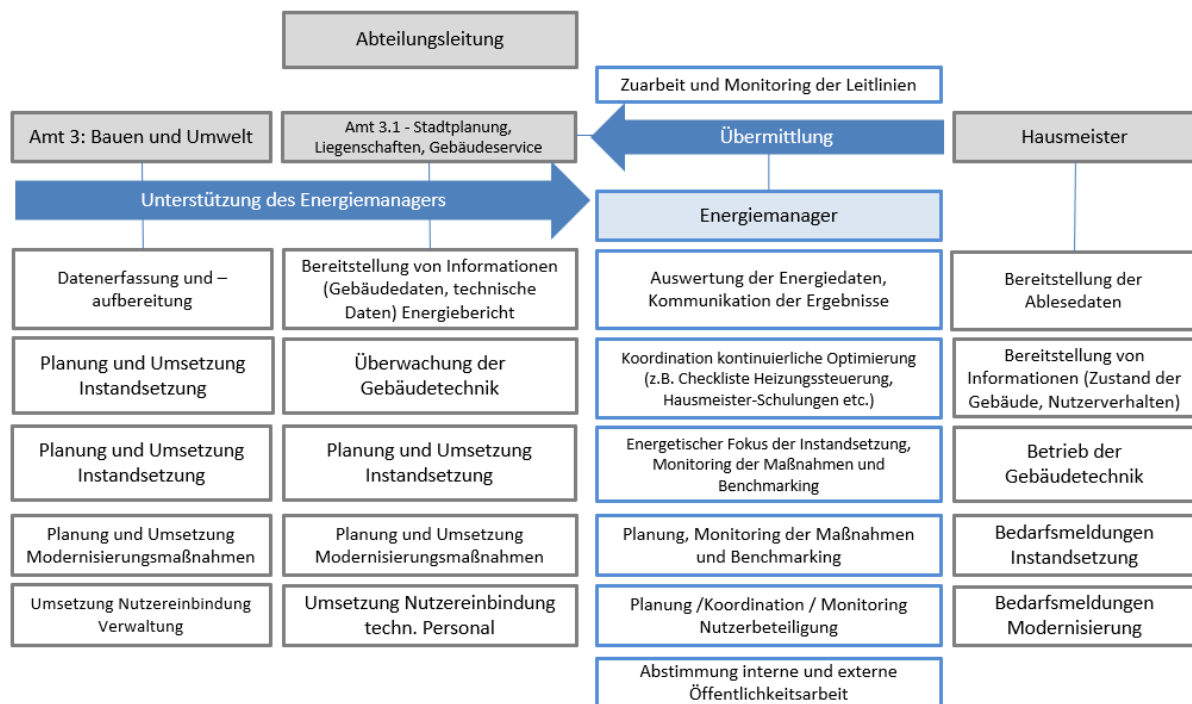 Abteilungsleitung
Zuarbeit und Monitoring der Leitlinien
Amt 3: Bauen und Umwelt
Amt 3.1 - Stadtplanung,
Liegenschaften, Gebäudeservice
Übermittlung
Hausmeister
Unterstützung des Energiemanagers
Energiemanager
Datenerfassung und –
aufbereitung
Bereitstellung von Informationen
(Gebäudedaten, technische
Daten) Energiebericht
Auswertung der Energiedaten,
Kommunikation der Ergebnisse
Bereitstellung der
Ablesedaten
Planung und Umsetzung
Instandsetzung
Überwachung der
Gebäudetechnik
Koordination kontinuierliche Optimierung
(z.B. Checkliste Heizungssteuerung,
Hausmeister-Schulungen etc.)
Bereitstellung von
Informationen (Zustand der
Gebäude, Nutzerverhalten)
Planung und Umsetzung
Instandsetzung
Planung und Umsetzung
Instandsetzung
Energetischer Fokus der Instandsetzung,
Monitoring der Maßnahmen und
Benchmarking
Betrieb der
Gebäudetechnik
Planung und Umsetzung
Modernisierungsmaßnahmen
Planung und Umsetzung
Modernisierungsmaßnahmen
Planung, Monitoring der Maßnahmen
und Benchmarking
Bedarfsmeldungen
Instandsetzung
Umsetzung Nutzereinbindung
Verwaltung
Umsetzung Nutzereinbindung
techn. Personal
Planung /Koordination / Monitoring
Nutzerbeteiligung
Bedarfsmeldungen
Modernisierung
Abstimmung interne und externe
Öffentlichkeitsarbeit